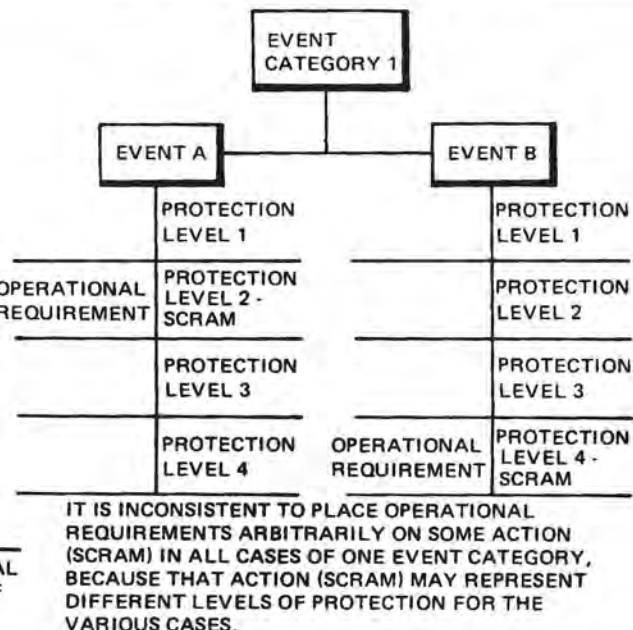 EVENT
CATEGORY 1
EVENT A
EVENT B
PROTECTION
LEVEL 1
OPERATIONAL
REQUIREMENT
PROTECTION
LEVEL 2 -
SCRAM
PROTECTION
LEVEL 3
PROTECTION
LEVEL 4
PROTECTION
LEVEL 1
PROTECTION
LEVEL 2
PROTECTION
LEVEL 3
OPERATIONAL
REQUIREMENT
PROTECTION
LEVEL 4 -
SCRAM
IT IS INCONSISTENT TO PLACE OPERATIONAL
REQUIREMENTS ARBITRARILY ON SOME ACTION
(SCRAM) IN ALL CASES OF ONE EVENT CATEGORY,
BECAUSE THAT ACTION (SCRAM) MAY REPRESENT
DIFFERENT LEVELS OF PROTECTION FOR THE
VARIOUS CASES.